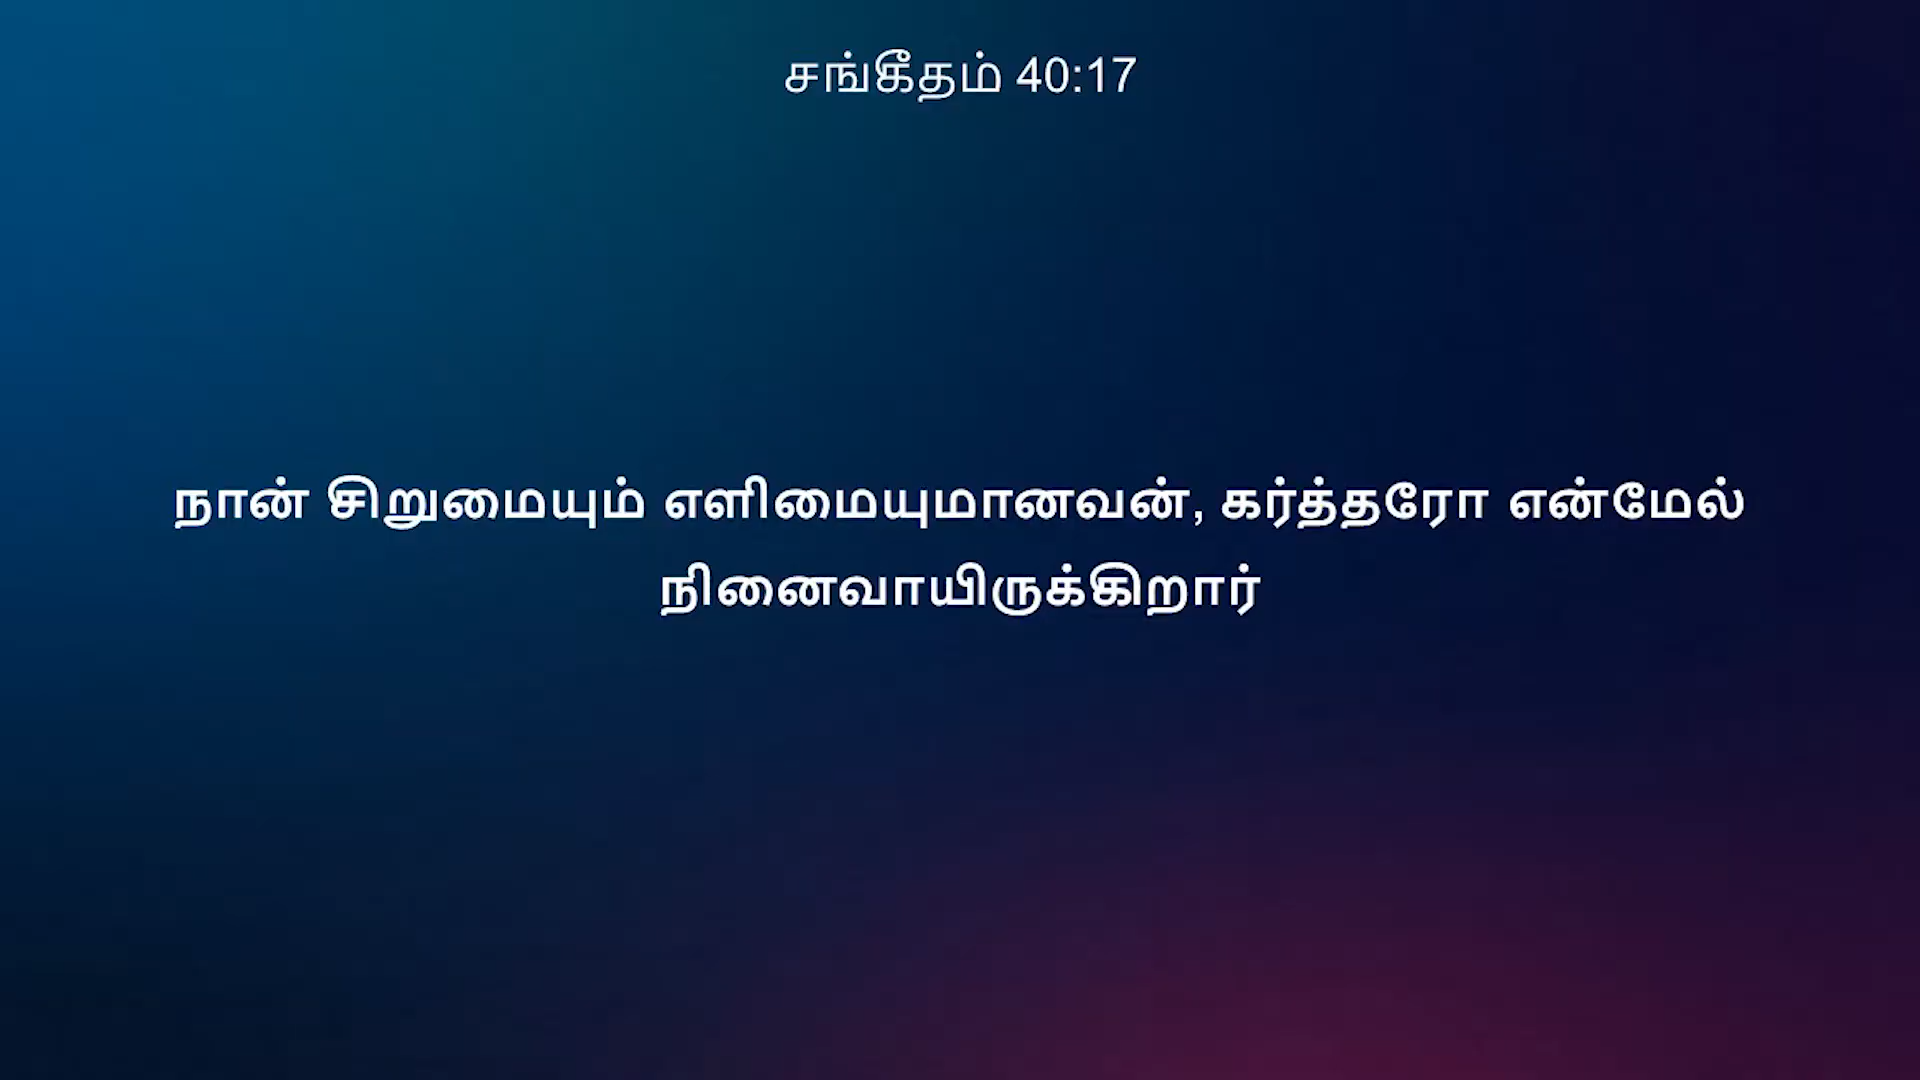 சங்கீதம் 40:17
நான் சிறுமையும் எளிமையுமானவன், கர்த்தரோ என்மேல்
நினைவாயிருக்கிறார்